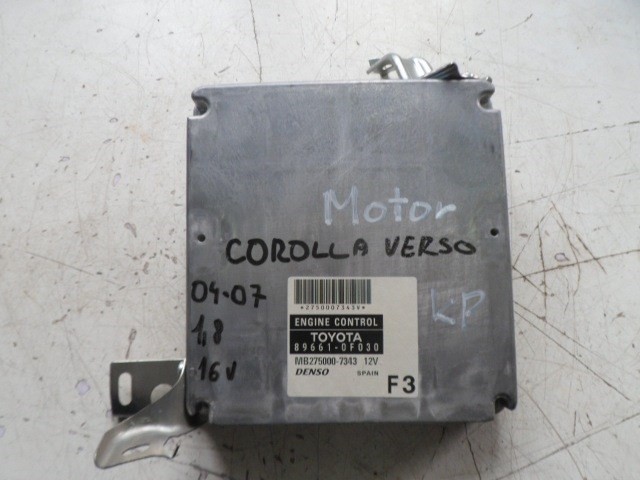 Motor
COROLLA VERSO
04-07
1,8
16V
*2750007343*
ENGINE CONTROL
TOYOTA
89661-0F030
MB275000-7343 12V
DENSO SPAIN
F3